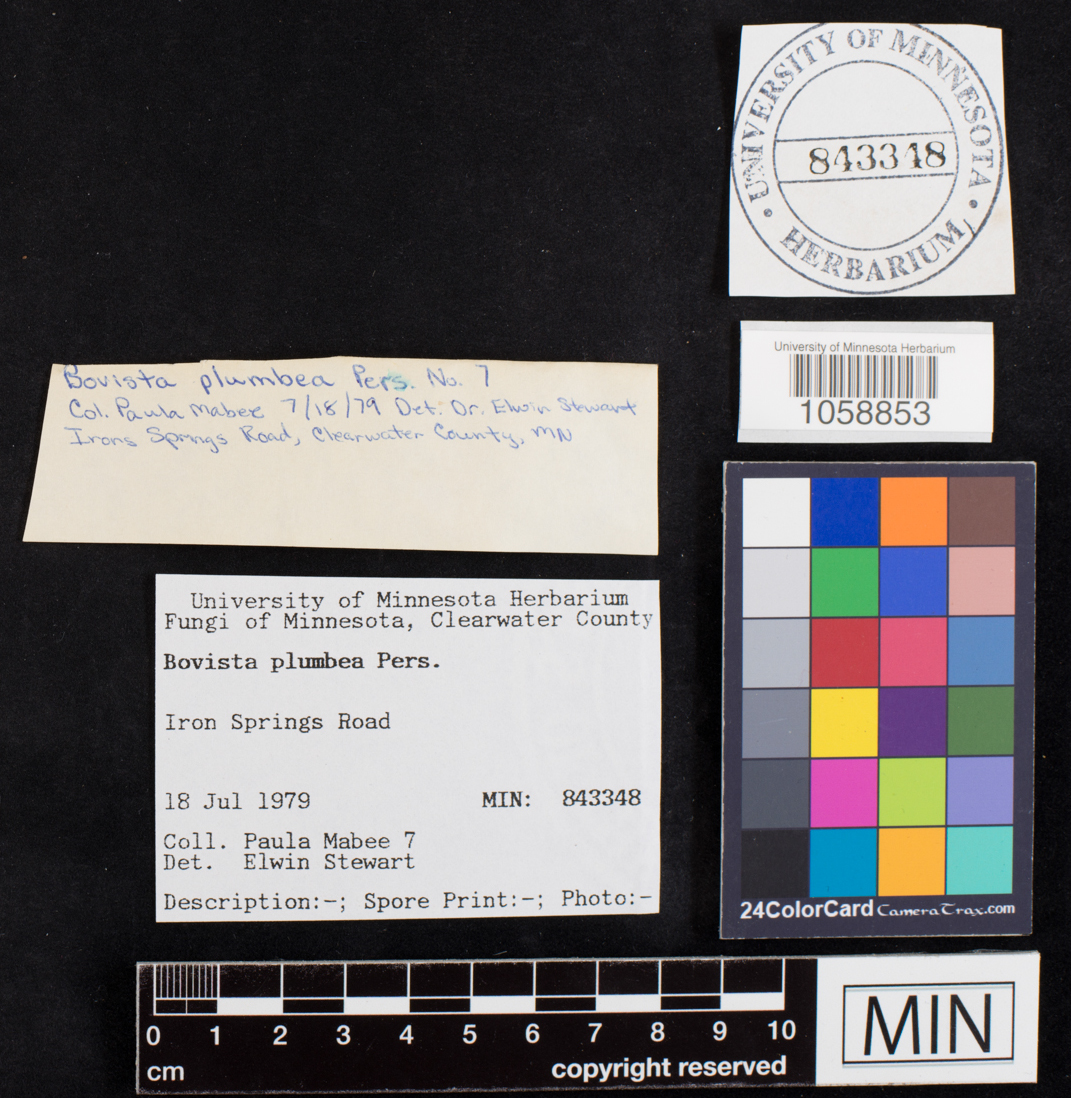 UNIVERSITY OF MINNESOTA
843348
HERBARIUM
University of Minnesota Herbarium
1058853
Bovista plumbea Pers. No. 7
Col. Paula Mabee 7/18/79 Det. Dr. Elwin Stewart
Irons Springs Road, Clearwater County, MN
University of Minnesota Herbarium
Fungi of Minnesota, Clearwater County
Bovista plumbea Pers.
Iron Springs Road
18 Jul 1979 MIN: 843348
Coll. Paula Mabee 7
Det. Elwin Stewart
Description:-; Spore Print:-; Photo:-
24ColorCard CameraTrax.com
0 1 2 3 4 5 6 7 8 9 10
cm copyright reserved
MIN